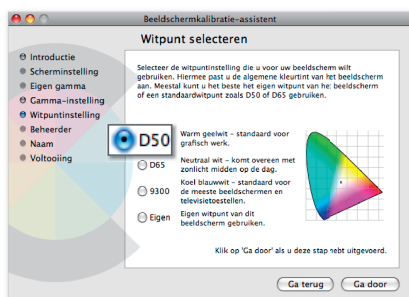 Beeldschermkalibratie-assistent
Witpunt selecteren
Introductie
Scherminstelling
Eigen gamma
Gamma-instelling
Witpuntinstelling
Beheerder
Naam
Voltooiing
Selecteer de witpuntinstelling die u voor uw beeldscherm wilt
gebruiken. Hiermee past u de algemene kleurtint van het beeldscherm
aan. Meestal kunt u het beste het eigen witpunt van het beeldscherm
of een standaardwitpunt zoals D50 of D65 gebruiken.
D50
Warm geelwit – standaard voor
grafisch werk.
D65
Neutraal wit – komt overeen met
zonlicht midden op de dag.
9300
Koel blauwwit – standaard voor
de meeste beeldschermen en
televisietoestellen.
Eigen
Eigen witpunt van dit
beeldscherm gebruiken.
Klik op 'Ga door' als u deze stap hebt uitgevoerd.
Ga terug
Ga door